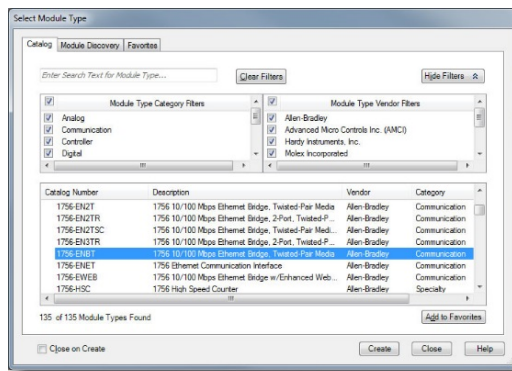 Select Module Type
Catalog Module Discovery Favorites
Enter Search Text for Module Type... Clear Filters Hide Filters
Module Type Category Filters Module Type Vendor Filters
Analog Allen-Bradley
Communication Advanced Micro Controls Inc. (AMCI)
Controller Hardy Instruments, Inc.
Digital Molex Incorporated
Catalog Number Description Vendor Category
1756-EN2T 1756 10/100 Mbps Ethernet Bridge, Twisted-Pair Media Allen-Bradley Communication
1756-EN2TR 1756 10/100 Mbps Ethernet Bridge, 2-Port, Twisted-P... Allen-Bradley Communication
1756-EN2TSC 1756 10/100 Mbps Ethernet Bridge, Twisted-Pair Medi... Allen-Bradley Communication
1756-EN3TR 1756 10/100 Mbps Ethernet Bridge, 2-Port, Twisted-P... Allen-Bradley Communication
1756-ENBT 1756 10/100 Mbps Ethernet Bridge, Twisted-Pair Media Allen-Bradley Communication
1756-ENET 1756 Ethernet Communication Interface Allen-Bradley Communication
1756-EWEB 1756 10/100 Mbps Ethernet Bridge w/Enhanced Web... Allen-Bradley Communication
1756-HSC 1756 High Speed Counter Allen-Bradley Specialty
135 of 135 Module Types Found Add to Favorites
Close on Create Create Close Help